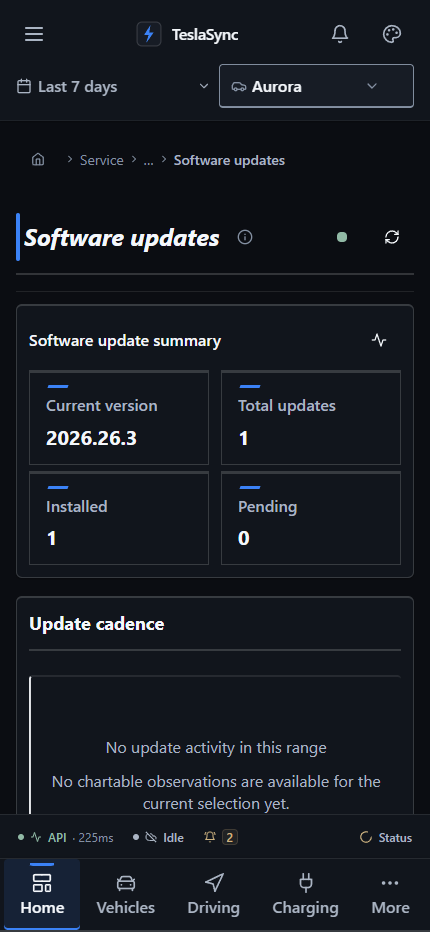 TeslaSync
Last 7 days
Aurora
Service
...
Software updates
Software updates
Software update summary
Current version
2026.26.3
Total updates
1
Installed
1
Pending
0
Update cadence
No update activity in this range
No chartable observations are available for the
current selection yet.
API · 225ms
Idle
2
Status
Home
Vehicles
Driving
Charging
More